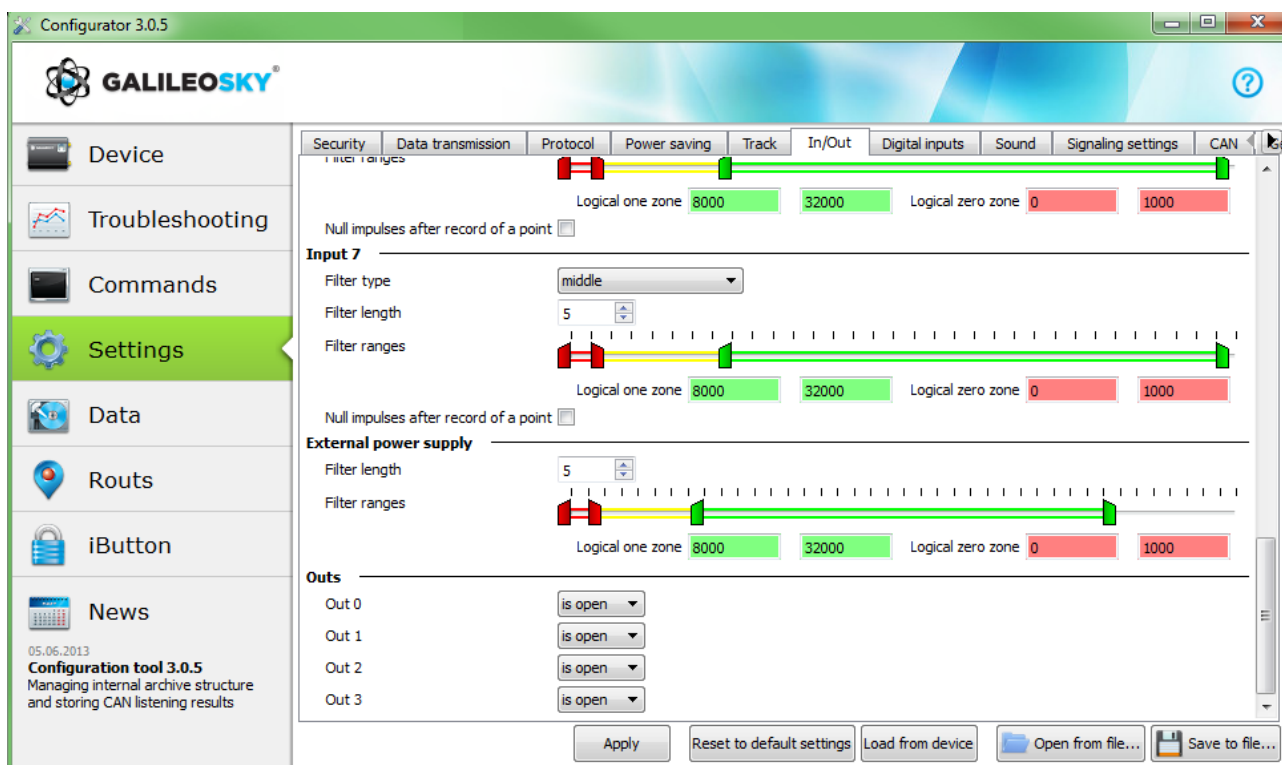 Configurator 3.0.5
GALILEOSKY®
?
Device
Troubleshooting
Commands
Settings
Data
Routs
iButton
News
05.06.2013
Configuration tool 3.0.5
Managing internal archive structure
and storing CAN listening results
Security Data transmission Protocol Power saving Track In/Out Digital inputs Sound Signaling settings CAN
Filter ranges
Logical one zone 8000 32000 Logical zero zone 0 1000
Null impulses after record of a point
Input 7
Filter type middle
Filter length 5
Filter ranges
Logical one zone 8000 32000 Logical zero zone 0 1000
Null impulses after record of a point
External power supply
Filter length 5
Filter ranges
Logical one zone 8000 32000 Logical zero zone 0 1000
Outs
Out 0 is open
Out 1 is open
Out 2 is open
Out 3 is open
Apply Reset to default settings Load from device Open from file... Save to file...